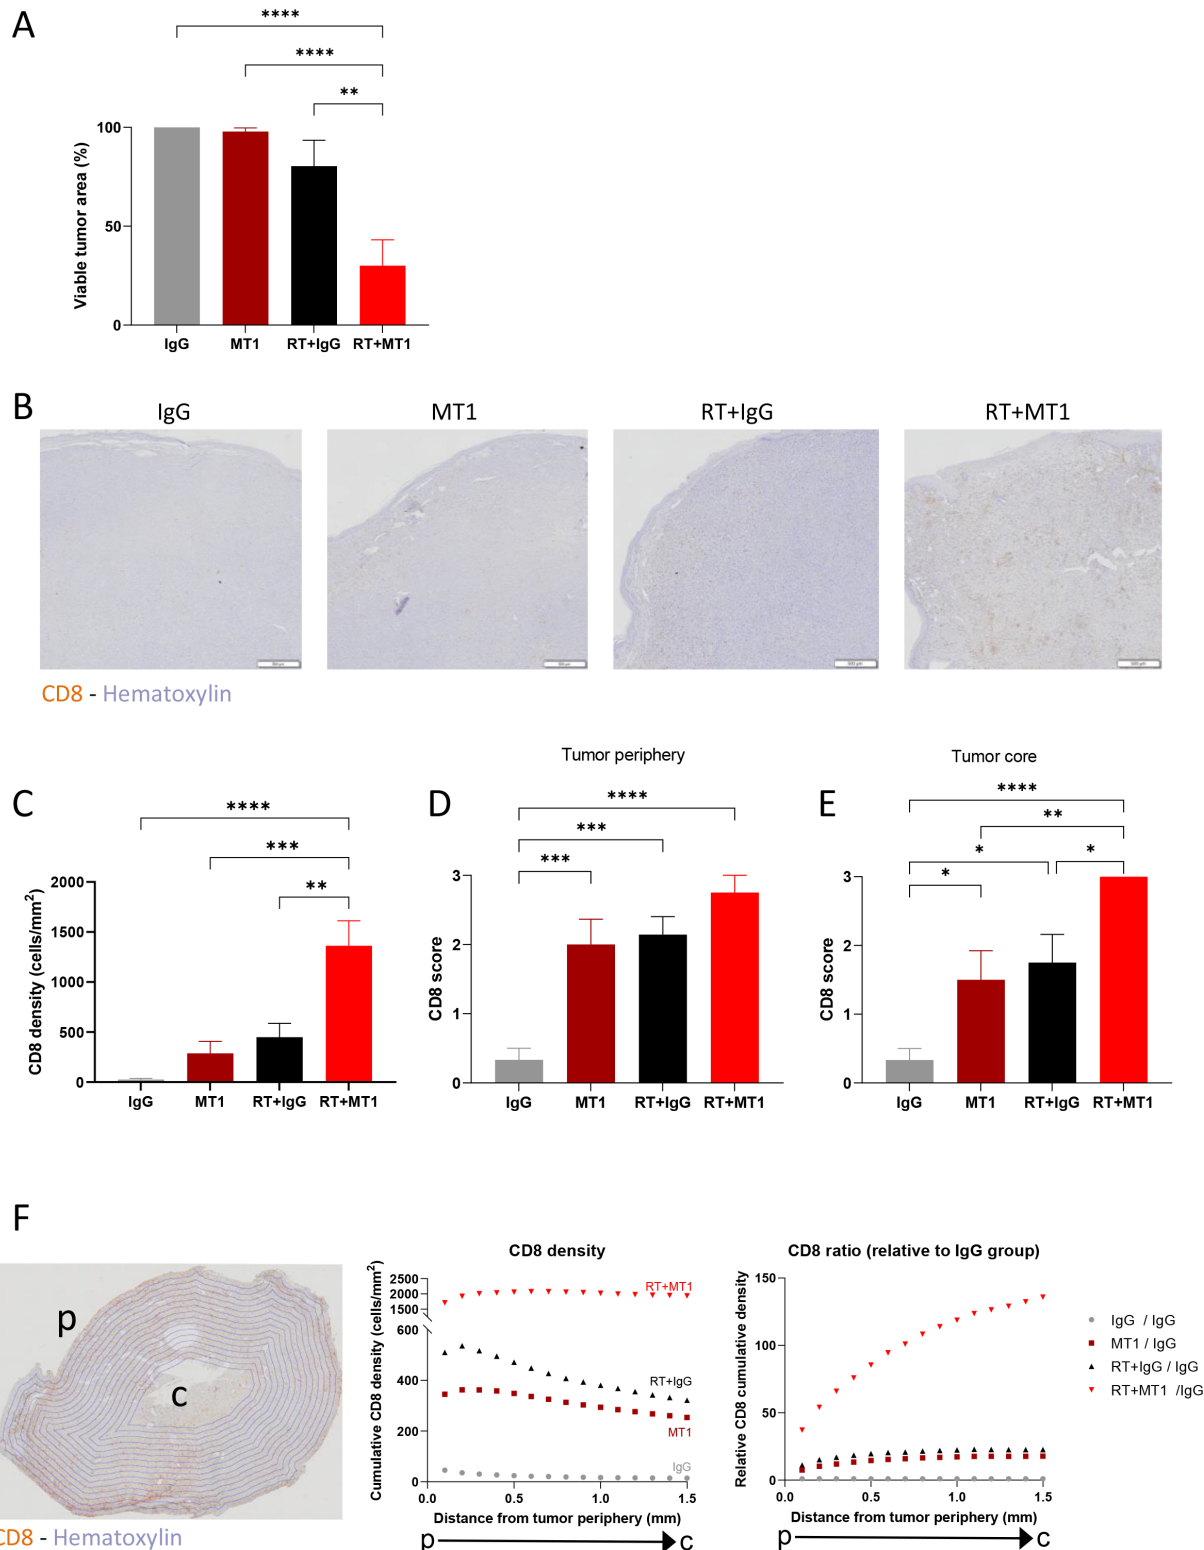 A
****
****
**
Viable tumor area (%)
100
50
0
IgG MT1 RT+IgG RT+MT1
B
IgG MT1 RT+IgG RT+MT1
500 µm
500 µm
CD8 - Hematoxylin
Tumor periphery
Tumor core
C
****
***
**
CD8 density (cells/mm²)
2000
1500
1000
500
0
IgG MT1 RT+IgG RT+MT1
D
****
***
***
CD8 score
3
2
1
0
IgG MT1 RT+IgG RT+MT1
E
****
**
*
*
*
CD8 score
3
2
1
0
IgG MT1 RT+IgG RT+MT1
F
p
c
CD8 - Hematoxylin
CD8 density
Cumulative CD8 density (cells/mm²)
2500
2000
1500
600
400
200
0
RT+MT1
RT+IgG
MT1
IgG
0.0 0.5 1.0 1.5
Distance from tumor periphery (mm)
p c
CD8 ratio (relative to IgG group)
Relative CD8 cumulative density
150
100
50
0
0.0 0.5 1.0 1.5
Distance from tumor periphery (mm)
p c
IgG / IgG
MT1 / IgG
RT+IgG / IgG
RT+MT1 /IgG